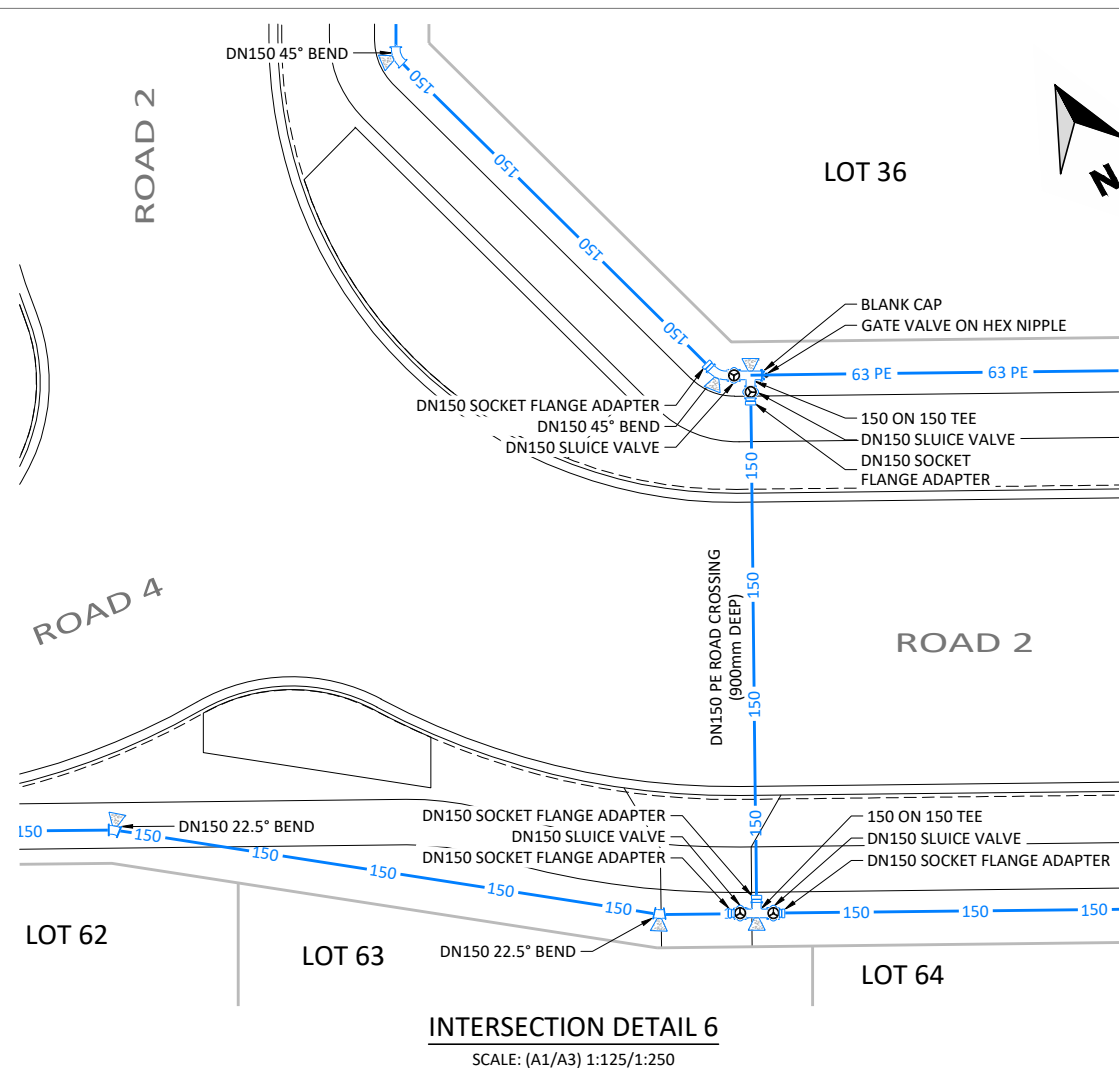 DN150 45° BEND
ROAD 2
150
150
LOT 36
N
150
150
BLANK CAP
GATE VALVE ON HEX NIPPLE
63 PE
63 PE
DN150 SOCKET FLANGE ADAPTER
DN150 45° BEND
DN150 SLUICE VALVE
150 ON 150 TEE
DN150 SLUICE VALVE
DN150 SOCKET
FLANGE ADAPTER
150
ROAD 4
DN150 PE ROAD CROSSING
(900mm DEEP)
150
150
ROAD 2
150
DN150 SOCKET FLANGE ADAPTER
DN150 SLUICE VALVE
DN150 SOCKET FLANGE ADAPTER
150 ON 150 TEE
DN150 SLUICE VALVE
DN150 SOCKET FLANGE ADAPTER
150
150
DN150 22.5° BEND
150
150
150
150
150
150
150
LOT 62
LOT 63
DN150 22.5° BEND
LOT 64
INTERSECTION DETAIL 6
SCALE: (A1/A3) 1:125/1:250